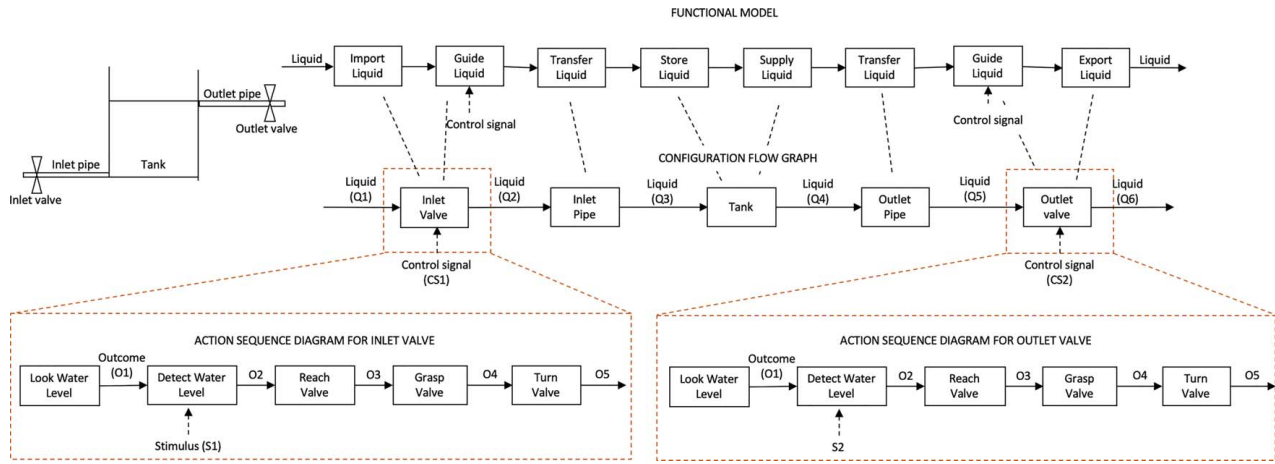 FUNCTIONAL MODEL
Liquid
Import
Liquid
Guide
Liquid
Transfer
Liquid
Store
Liquid
Supply
Liquid
Transfer
Liquid
Guide
Liquid
Export
Liquid
Liquid
Control signal
Control signal
Outlet pipe
Outlet valve
Inlet pipe
Tank
Inlet valve
CONFIGURATION FLOW GRAPH
Liquid
(Q1)
Inlet
Valve
Liquid
(Q2)
Inlet
Pipe
Liquid
(Q3)
Tank
Liquid
(Q4)
Outlet
Pipe
Liquid
(Q5)
Outlet
valve
Liquid
(Q6)
Control signal
(CS1)
Control signal
(CS2)
ACTION SEQUENCE DIAGRAM FOR INLET VALVE
Look Water
Level
Outcome
(O1)
Detect Water
Level
O2
Reach
Valve
O3
Grasp
Valve
O4
Turn
Valve
O5
Stimulus (S1)
ACTION SEQUENCE DIAGRAM FOR OUTLET VALVE
Look Water
Level
Outcome
(O1)
Detect Water
Level
O2
Reach
Valve
O3
Grasp
Valve
O4
Turn
Valve
O5
S2